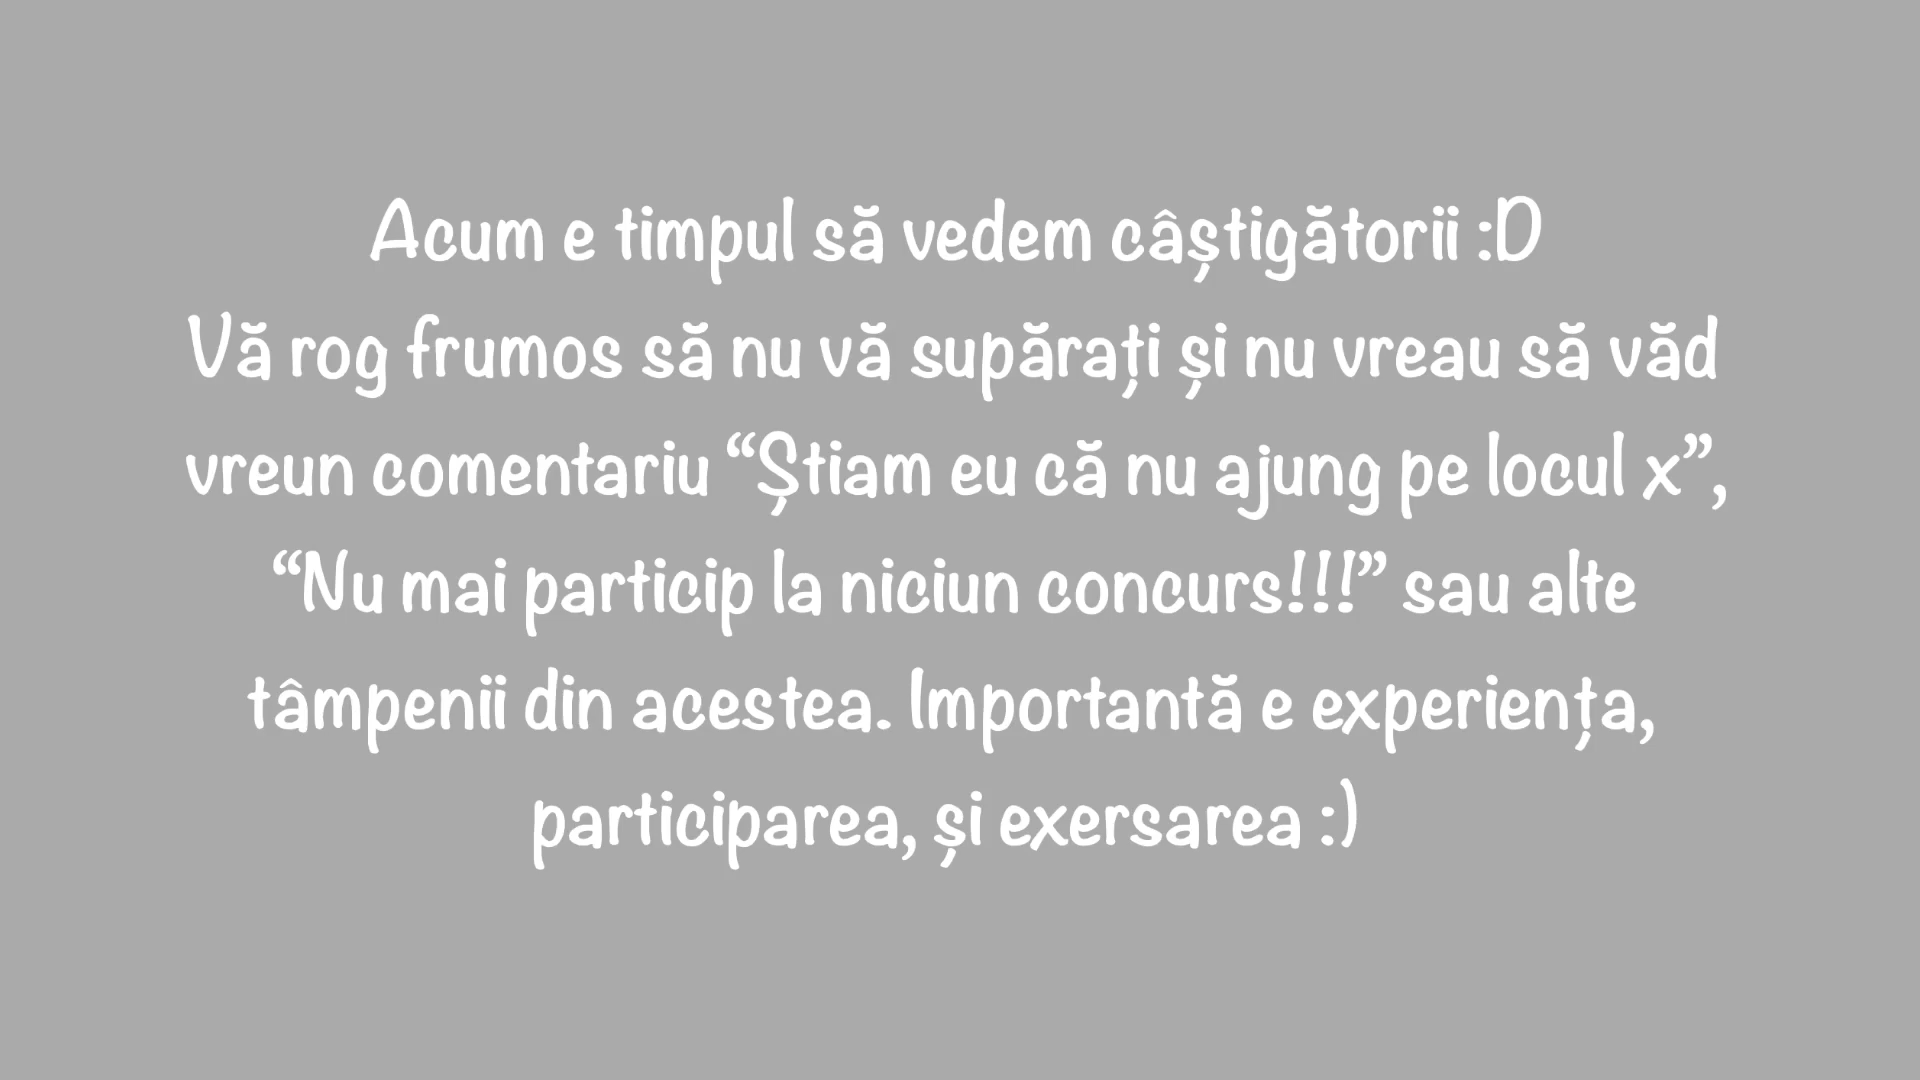 Acum e timpul să vedem câștigătorii :D
Vă rog frumos să nu vă supărați și nu vreau să văd
vreun comentariu “Știam eu că nu ajung pe locul x”,
“Nu mai particip la niciun concurs!!!” sau alte
tâmpenii din acestea. Importantă e experiența,
participarea, și exersarea :)